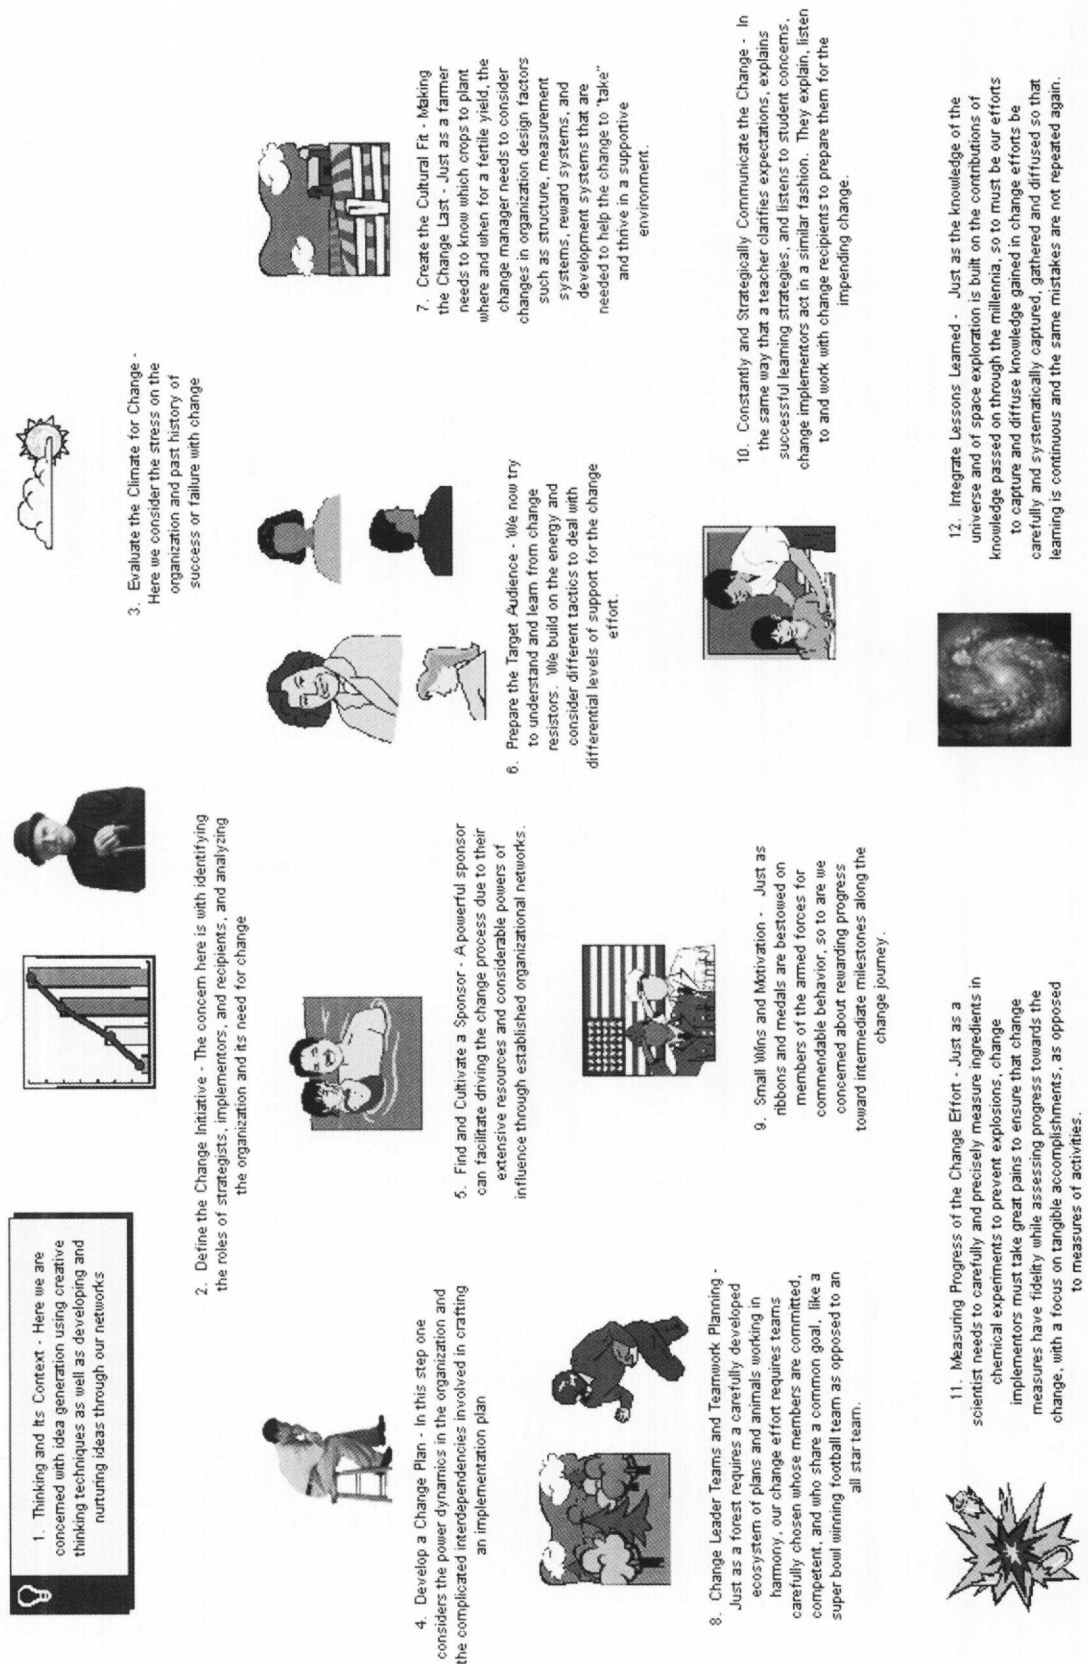 1. Thinking and Its Context - Here we are
concerned with idea generation using creative
thinking techniques as well as developing and
nurturing ideas through our networks
2. Define the Change Initiative - The concern here is with identifying
the roles of strategists, implementors, and recipients, and analyzing
the organization and its need for change
3. Evaluate the Climate for Change -
Here we consider the stress on the
organization and past history of
success or failure with change
4. Develop a Change Plan - In this step one
considers the power dynamics in the organization and
the complicated interdependencies involved in crafting
an implementation plan
5. Find and Cultivate a Sponsor - A powerful sponsor
can facilitate driving the change process due to their
extensive resources and considerable powers of
influence through established organizational networks.
6. Prepare the Target Audience - We now try
to understand and learn from change
resistors. We build on the energy and
consider different tactics to deal with
differential levels of support for the change
effort.
7. Create the Cultural Fit - Making
the Change Last - Just as a farmer
needs to know which crops to plant
where and when for a fertile yield, the
change manager needs to consider
changes in organization design factors
such as structure, measurement
systems, reward systems, and
development systems that are
needed to help the change to "take"
and thrive in a supportive
environment.
8. Change Leader Teams and Teamwork Planning -
Just as a forest requires a carefully developed
ecosystem of plans and animals working in
harmony, our change effort requires teams
carefully chosen whose members are committed,
competent, and who share a common goal, like a
super bowl winning football team as opposed to an
all star team.
9. Small Wins and Motivation - Just as
ribbons and medals are bestowed on
members of the armed forces for
commendable behavior, so to are we
concerned about rewarding progress
toward intermediate milestones along the
change journey.
10. Constantly and Strategically Communicate the Change - In
the same way that a teacher clarifies expectations, explains
successful learning strategies, and listens to student concerns,
change implementors act in a similar fashion. They explain, listen
to and work with change recipients to prepare them for the
impending change.
11. Measuring Progress of the Change Effort - Just as a
scientist needs to carefully and precisely measure ingredients in
chemical experiments to prevent explosions, change
implementors must take great pains to ensure that change
measures have fidelity while assessing progress towards the
change, with a focus on tangible accomplishments, as opposed
to measures of activities.
12. Integrate Lessons Learned - Just as the knowledge of the
universe and of space exploration is built on the contributions of
knowledge passed on through the millennia, so to must be our efforts
to capture and diffuse knowledge gained in change efforts be
carefully and systematically captured, gathered and diffused so that
learning is continuous and the same mistakes are not repeated again.